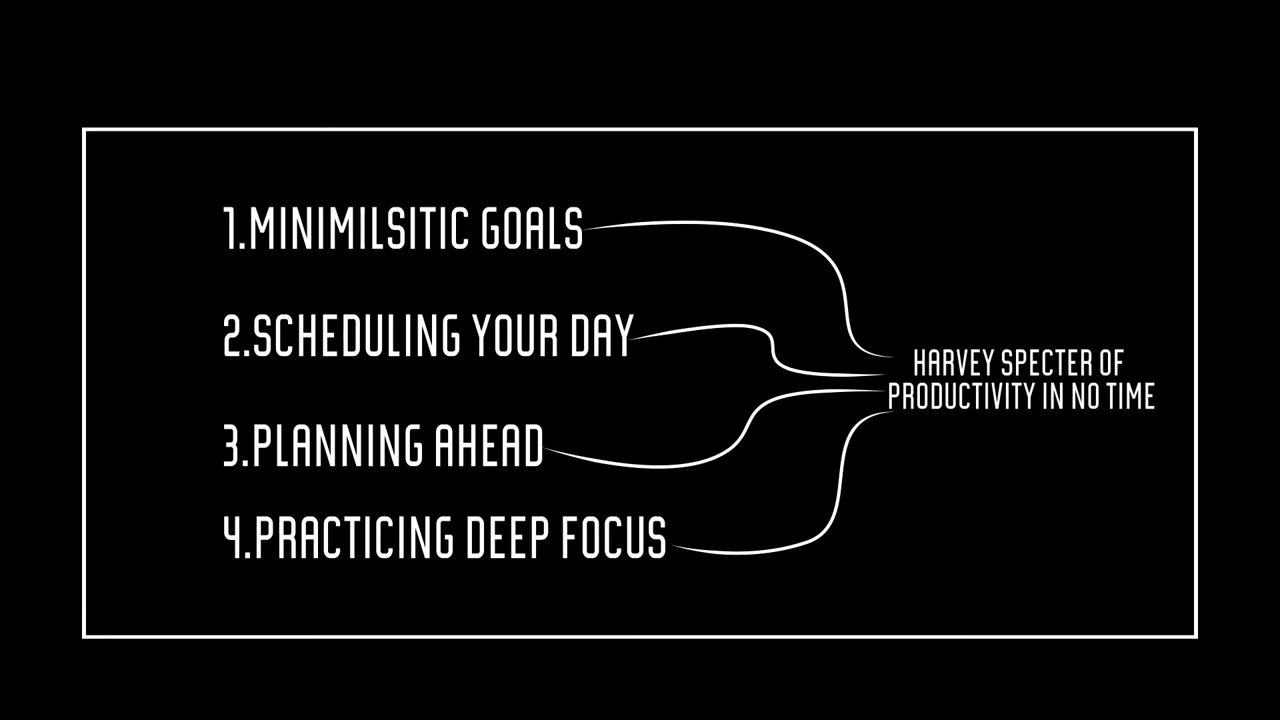 1.MINIMILSITIC GOALS
2.SCHEDULING YOUR DAY
3.PLANNING AHEAD
4.PRACTICING DEEP FOCUS
HARVEY SPECTER OF
PRODUCTIVITY IN NO TIME